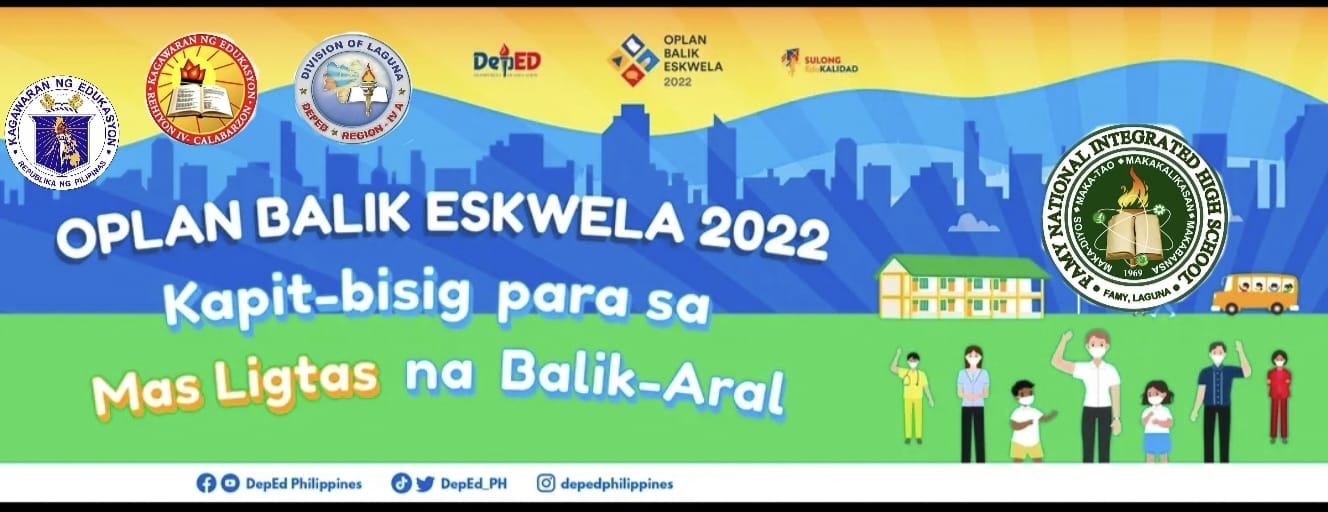 KAGAWARAN NG EDUKASYON
REPUBLIKA NG PILIPINAS
KAGAWARAN NG EDUKASYON
REHIYON IV- CALABARZON
DIVISION OF LAGUNA
DEPED ★ REGION - IV A
DepED
OPLAN
BALIK
ESKWELA
2022
SULONG
EduKALIDAD
FAMY NATIONAL INTEGRATED HIGH SCHOOL
MAKA-DIYOS • MAKA-TAO • MAKAKALIKASAN • MAKABANSA
1969
• FAMY, LAGUNA •
OPLAN BALIK ESKWELA 2022
Kapit-bisig para sa
Mas Ligtas na Balik-Aral
DepEd Philippines DepEd_PH depedphilippines